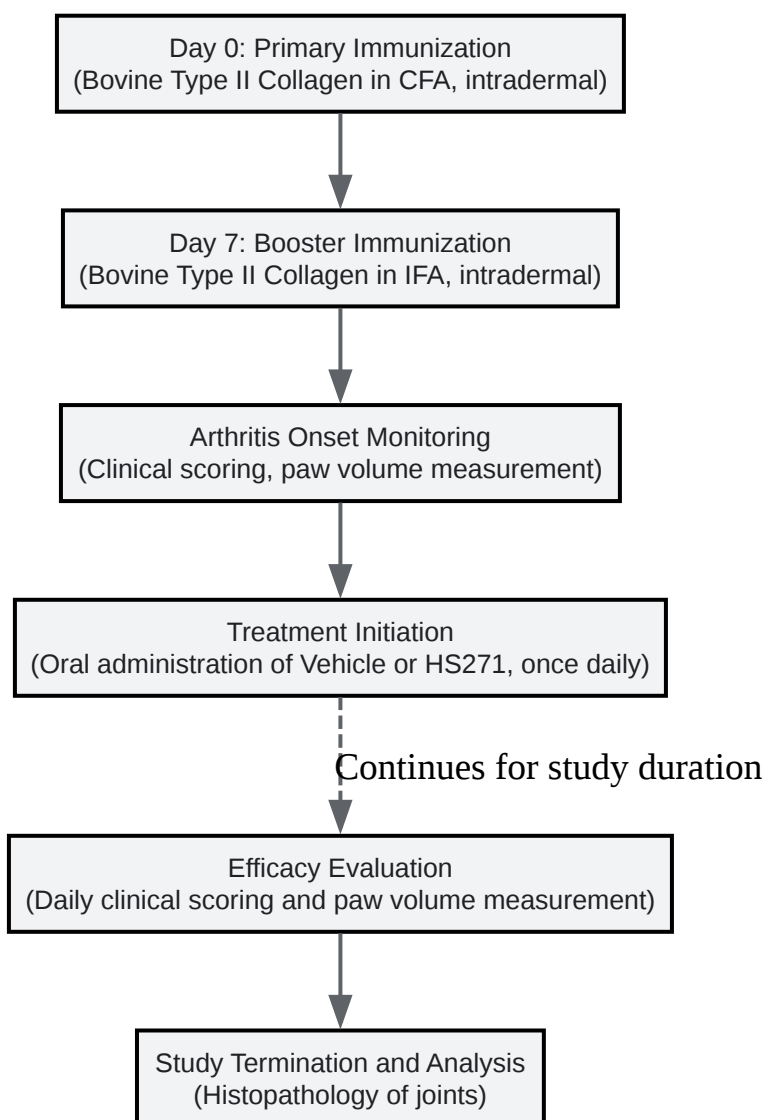 Day 0: Primary Immunization
(Bovine Type II Collagen in CFA, intradermal)
Day 7: Booster Immunization
(Bovine Type II Collagen in IFA, intradermal)
Arthritis Onset Monitoring
(Clinical scoring, paw volume measurement)
Treatment Initiation
(Oral administration of Vehicle or HS271, once daily)
Continues for study duration
Efficacy Evaluation
(Daily clinical scoring and paw volume measurement)
Study Termination and Analysis
(Histopathology of joints)